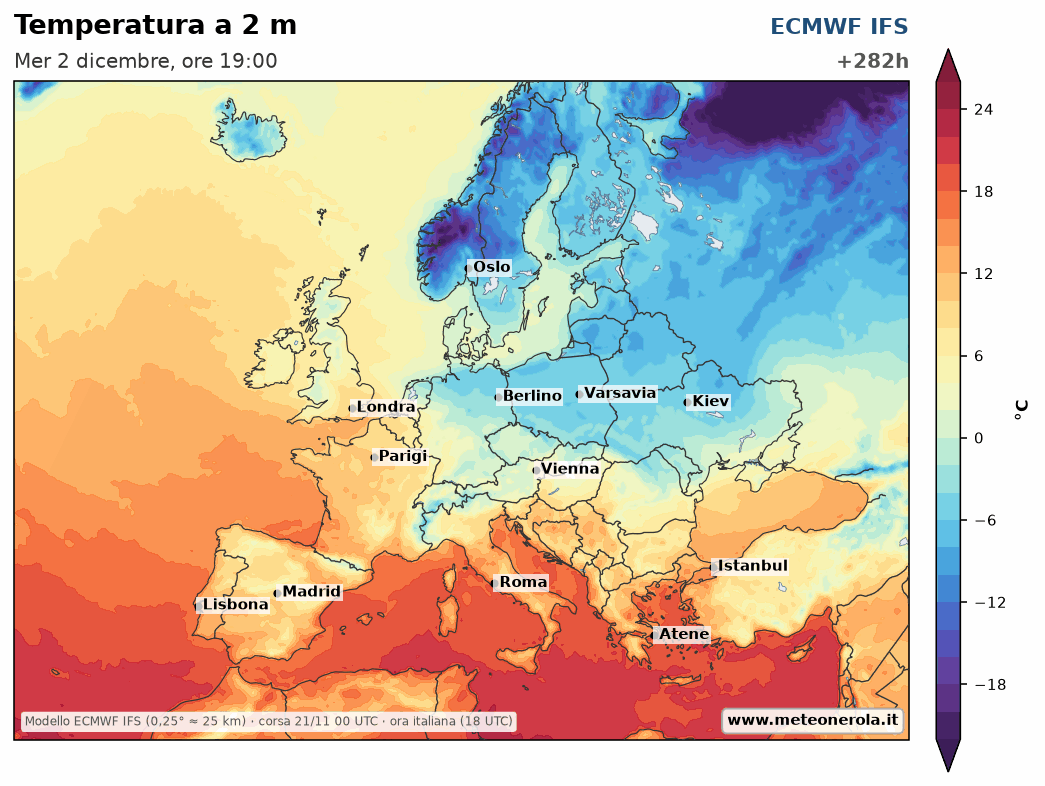 Temperatura a 2 m
ECMWF IFS
Mer 2 dicembre, ore 19:00
+282h
24
18
12
6
0
−6
−12
−18
°C
Oslo
Berlino
Varsavia
Kiev
Londra
Parigi
Vienna
Istanbul
Roma
Madrid
Lisbona
Atene
Modello ECMWF IFS (0,25° ≈ 25 km) · corsa 21/11 00 UTC · ora italiana (18 UTC)
www.meteonerola.it